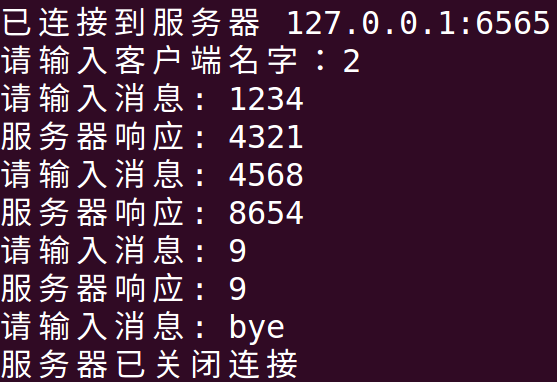 已连接到服务器 127.0.0.1:6565
请输入客户端名字：2
请输入消息: 1234
服务器响应: 4321
请输入消息: 4568
服务器响应: 8654
请输入消息: 9
服务器响应: 9
请输入消息: bye
服务器已关闭连接